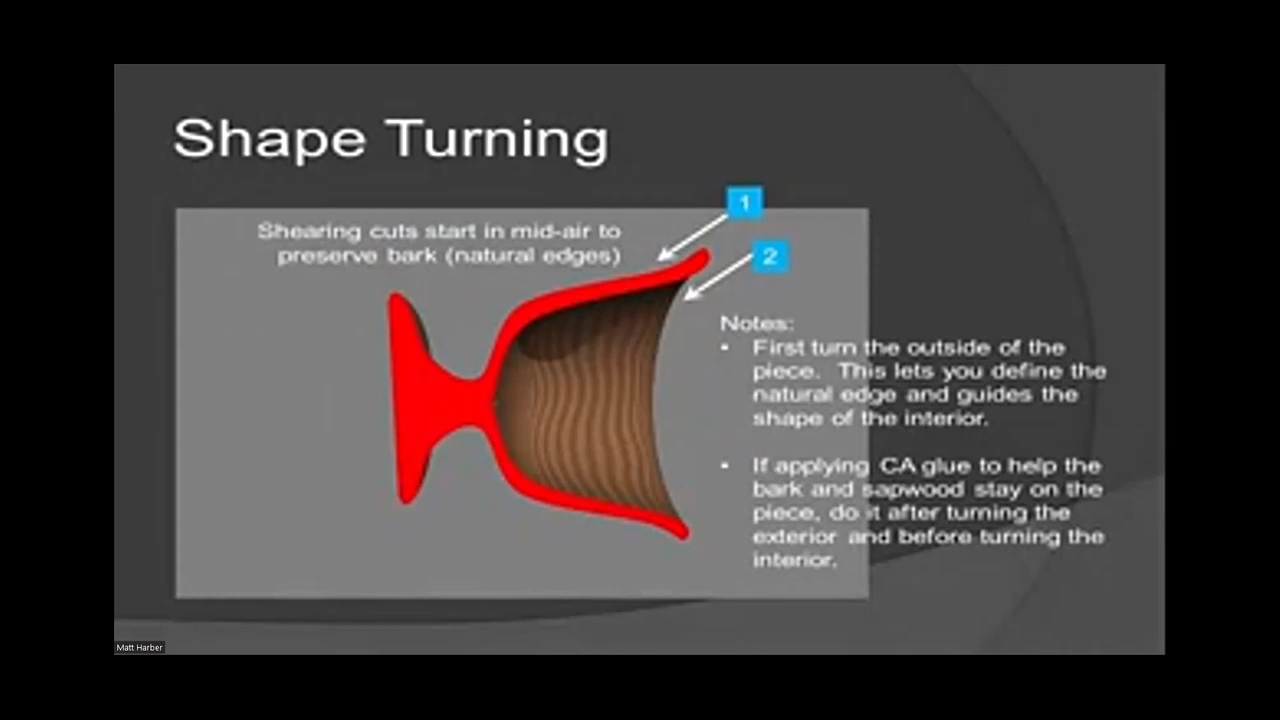 Shape Turning
1
Shearing cuts start in mid-air to
preserve bark (natural edges)
2
Notes:
• First turn the outside of the
piece. This lets you define the
natural edge and guides the
shape of the interior.
• If applying CA glue to help the
bark and sapwood stay on the
piece, do it after turning the
exterior and before turning the
interior.
Matt Harber